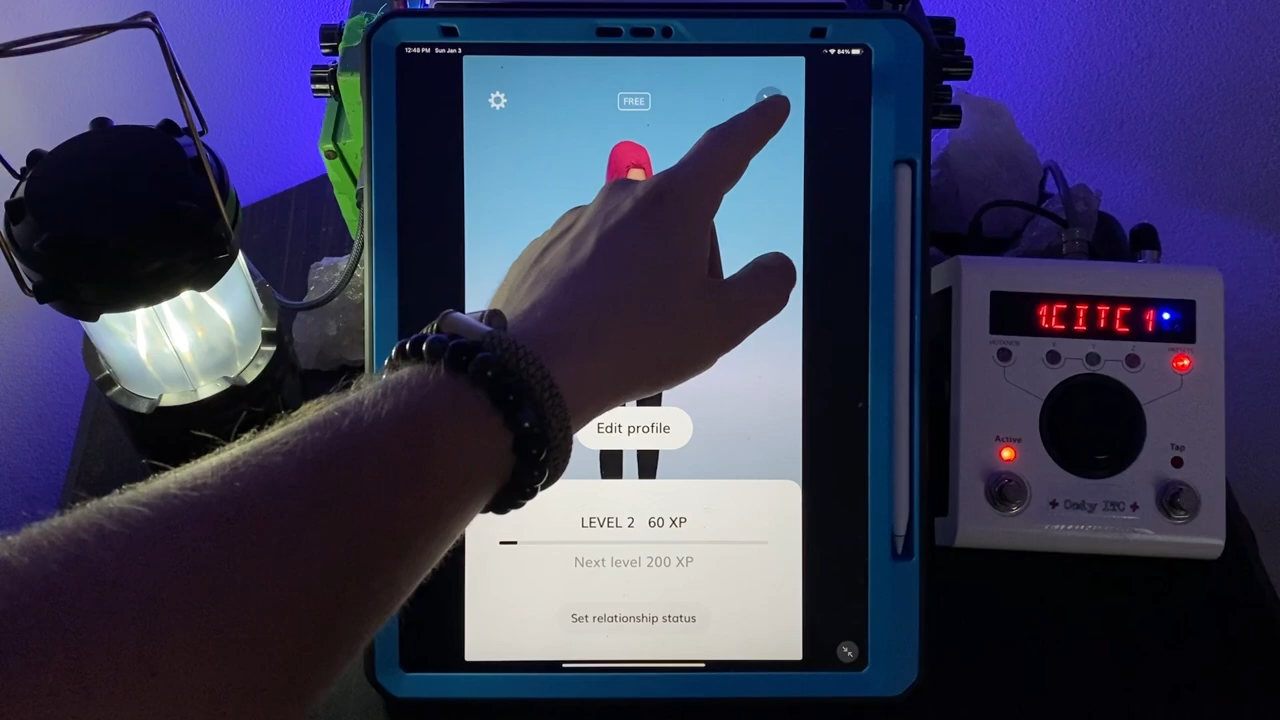 12:48 PM Sun Jan 3
84%
FREE
Edit profile
LEVEL 2 60 XP
Next level 200 XP
Set relationship status
X
Y
Z
Active
Tap